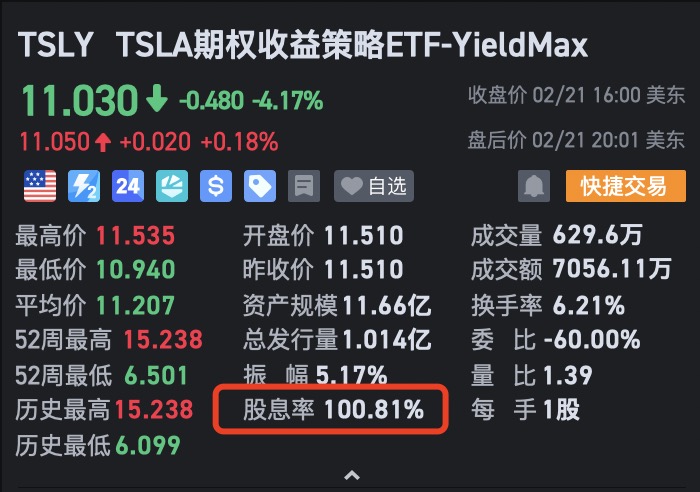 TSLY TSLA期权收益策略ETF-YieldMax
11.030 -0.480 -4.17% 收盘价 02/21 16:00 美东
11.050 +0.020 +0.18% 盘后价 02/21 20:01 美东
2 24 $ 自选 快捷交易
最高价 11.535 开盘价 11.510 成交量 629.6万
最低价 10.940 昨收价 11.510 成交额 7056.11万
平均价 11.207 资产规模 11.66亿 换手率 6.21%
52周最高 15.238 总发行量 1.014亿 委比 -60.00%
52周最低 6.501 振幅 5.17% 量比 1.39
历史最高 15.238 股息率 100.81% 每手 1股
历史最低 6.099